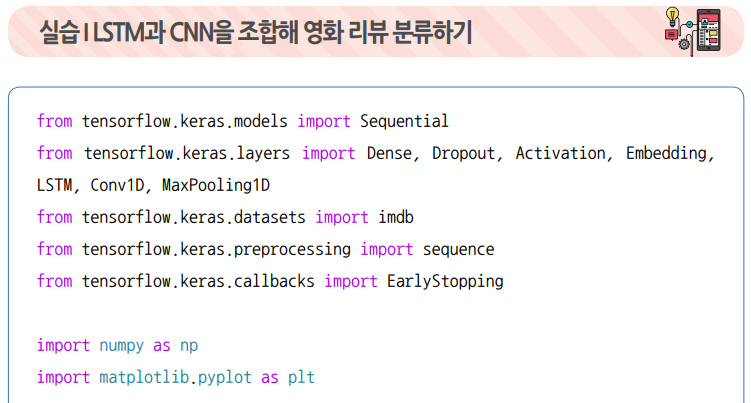 실습 I LSTM과 CNN을 조합해 영화 리뷰 분류하기
from tensorflow.keras.models import Sequential
from tensorflow.keras.layers import Dense, Dropout, Activation, Embedding,
LSTM, Conv1D, MaxPooling1D
from tensorflow.keras.datasets import imdb
from tensorflow.keras.preprocessing import sequence
from tensorflow.keras.callbacks import EarlyStopping
import numpy as np
import matplotlib.pyplot as plt